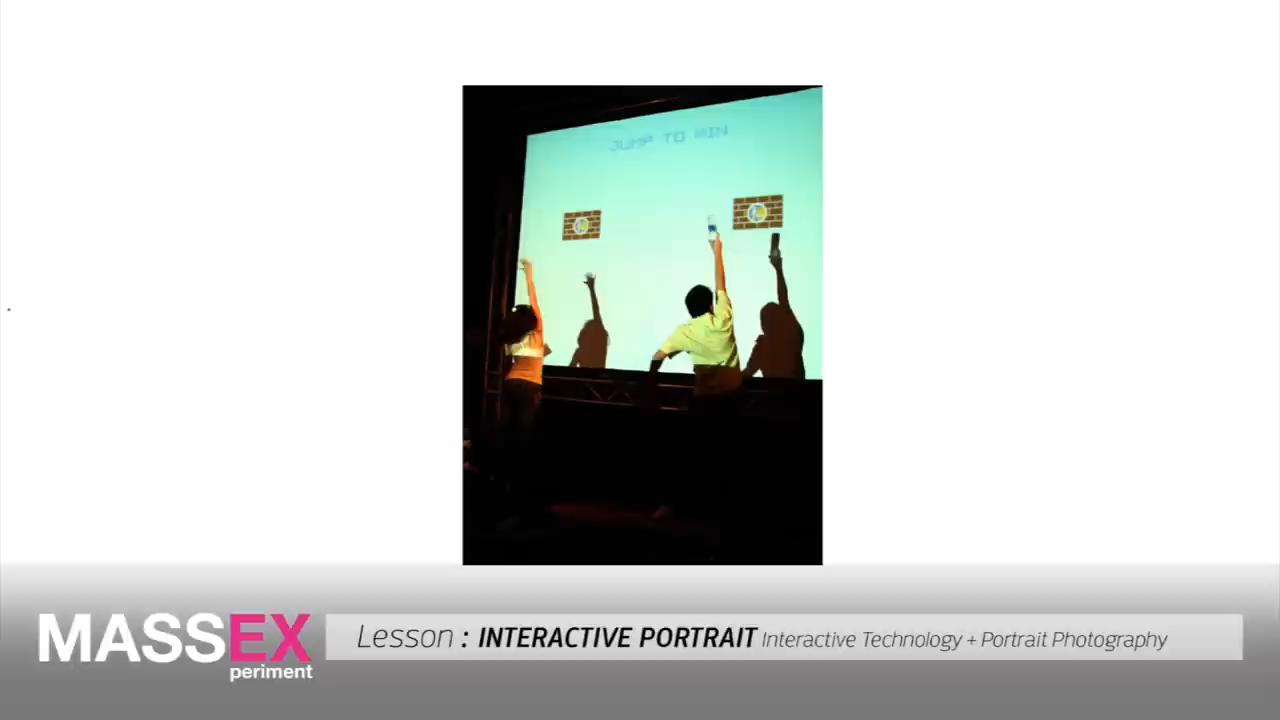 JUMP TO WIN
MASSEX
periment
Lesson : INTERACTIVE PORTRAIT Interactive Technology + Portrait Photography